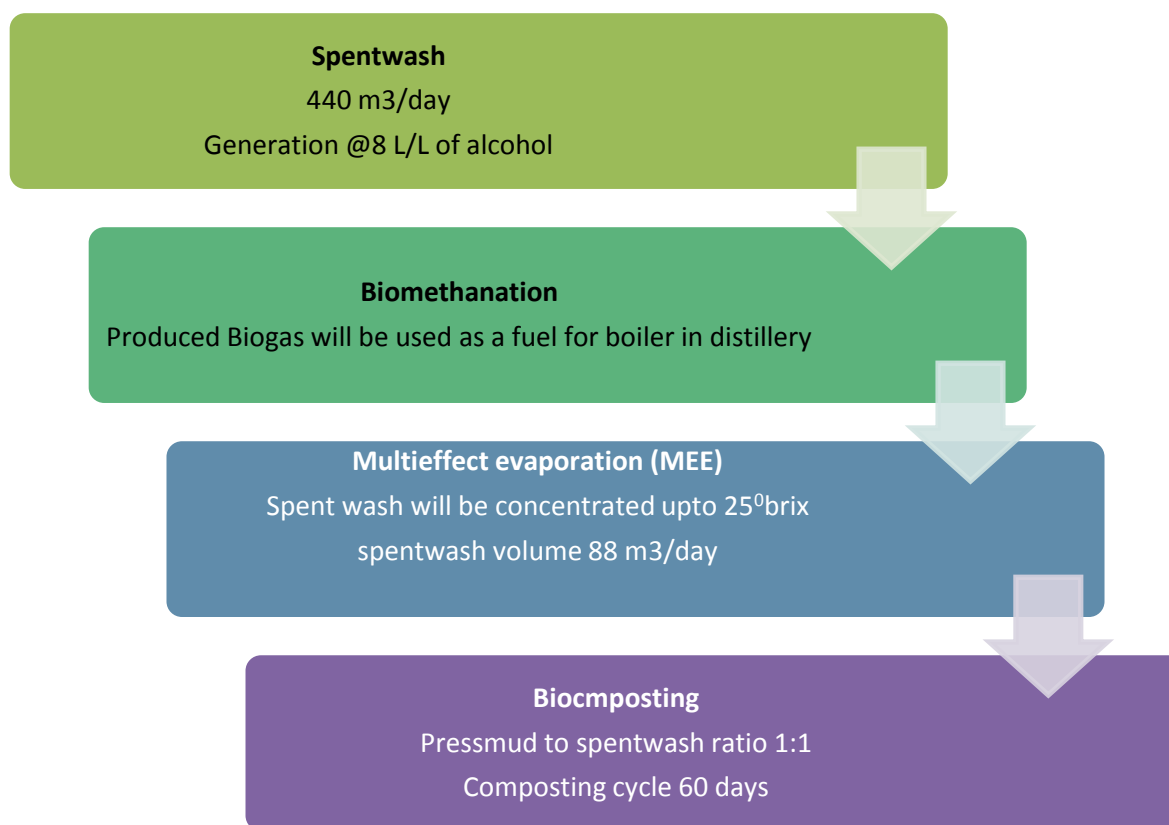 Spentwash
440 m3/day
Generation @8 L/L of alcohol
Biomethanation
Produced Biogas will be used as a fuel for boiler in distillery
Multieffect evaporation (MEE)
Spent wash will be concentrated upto 25⁰brix
spentwash volume 88 m3/day
Biocmposting
Pressmud to spentwash ratio 1:1
Composting cycle 60 days